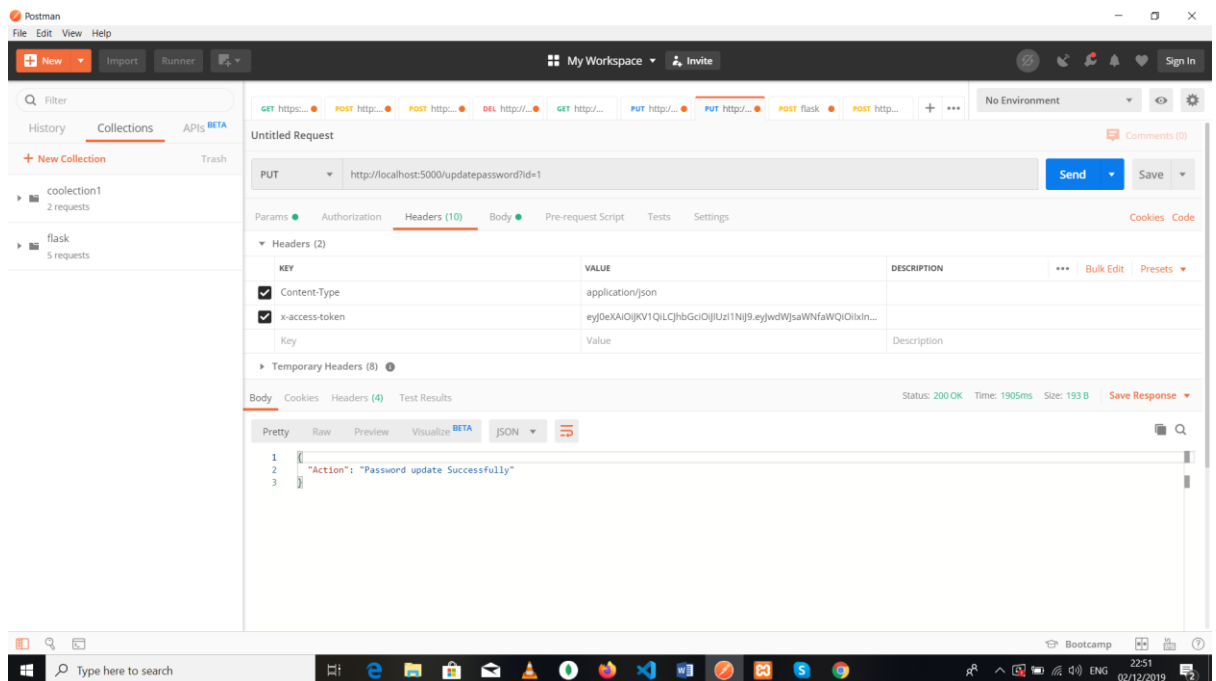 Postman
File Edit View Help
New Import Runner My Workspace Invite Sign In
Filter
History Collections APIs BETA
New Collection Trash
coolection1
2 requests
flask
5 requests
GET https:... POST http:... POST http:... DEL http://... GET http:/... PUT http:/... PUT http:/... POST flask POST http... No Environment
Untitled Request Comments (0)
PUT http://localhost:5000/updatepassword?id=1 Send Save
Params Authorization Headers (10) Body Pre-request Script Tests Settings Cookies Code
Headers (2)
KEY VALUE DESCRIPTION Bulk Edit Presets
Content-Type application/json
x-access-token
Key Value Description
Temporary Headers (8)
Body Cookies Headers (4) Test Results Status: 200 OK Time: 1905ms Size: 193 B Save Response
Pretty Raw Preview Visualize BETA JSON
1 {
2 "Action": "Password update Successfully"
3 }
Bootcamp
Type here to search ENG 22:51
02/12/2019